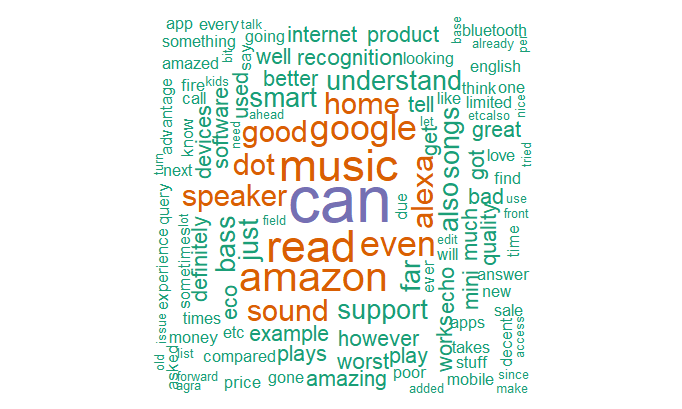 app every talk going internet product base bluetooth
something already per
amazed bit say well recognition looking english
fire kids used better understand think one nice
call smart home tell like limited
advantage know devices software ahead good google let get songs great etcalso
need dot music alexa also got love tried
turn next speaker due bad find use
can front
experience query slot definitely just field edit much quality time
sometimes bass read even far ever will mini answer
eco amazon echo new
sound support works apps sale access
times etc example however takes decent
issue money plays worst play stuff
old asked list compared poor mobile since
forward agra price gone amazing added make